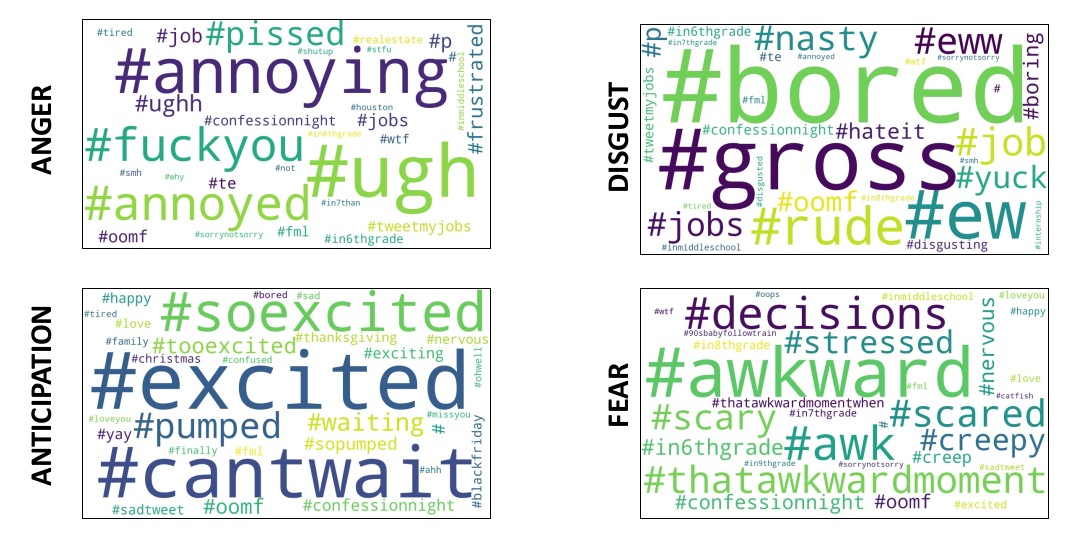 ANGER
#tired
#job
#pissed
#realestate
#p
#shutup
#stfu
#
#frustrated
#annoying
#inmiddleschool
#ughh
#houston
#confessionnight
#jobs
#fuckyou
#in8thgrade
#wtf
#ugh
#smh
#why
#not
#te
#annoyed
#in7than
#oomf
#sorrynotsorry
#fml
#tweetmyjobs
#in6thgrade
DISGUST
#p
#in6thgrade
#in7thgrade
#nasty
#eww
#te
#annoyed
#wtf
#sorrynotsorry
#boring
#bored
#tweetmyjobs
#fml
#
#confessionnight
#hateit
#gross
#job
#smh
#disgusted
#yuck
#tired
#oomf
#in8thgrade
#ew
#jobs
#rude
#internship
#inmiddleschool
#disgusting
ANTICIPATION
#happy
#bored
#sad
#soexcited
#tired
#love
#family
#tooexcited
#thanksgiving
#nervous
#christmas
#confused
#exciting
#ohwell
#excited
#loveyou
#pumped
#waiting
#missyou
#
#yay
#sopumped
#blackfriday
#finally
#fml
#cantwait
#ahh
#sadtweet
#oomf
#confessionnight
FEAR
#oops
#inmiddleschool
#loveyou
#wtf
#decisions
#happy
#90sbabyfollowtrain
#nervous
#in8thgrade
#stressed
#awkward
#fml
#love
#catfish
#thatawkwardmomentwhen
#in7thgrade
#scary
#
#scared
#in6thgrade
#awk
#creepy
#creep
#in9thgrade
#sorrynotsorry
#sadtweet
#thatawkwardmoment
#confessionnight
#oomf
#excited